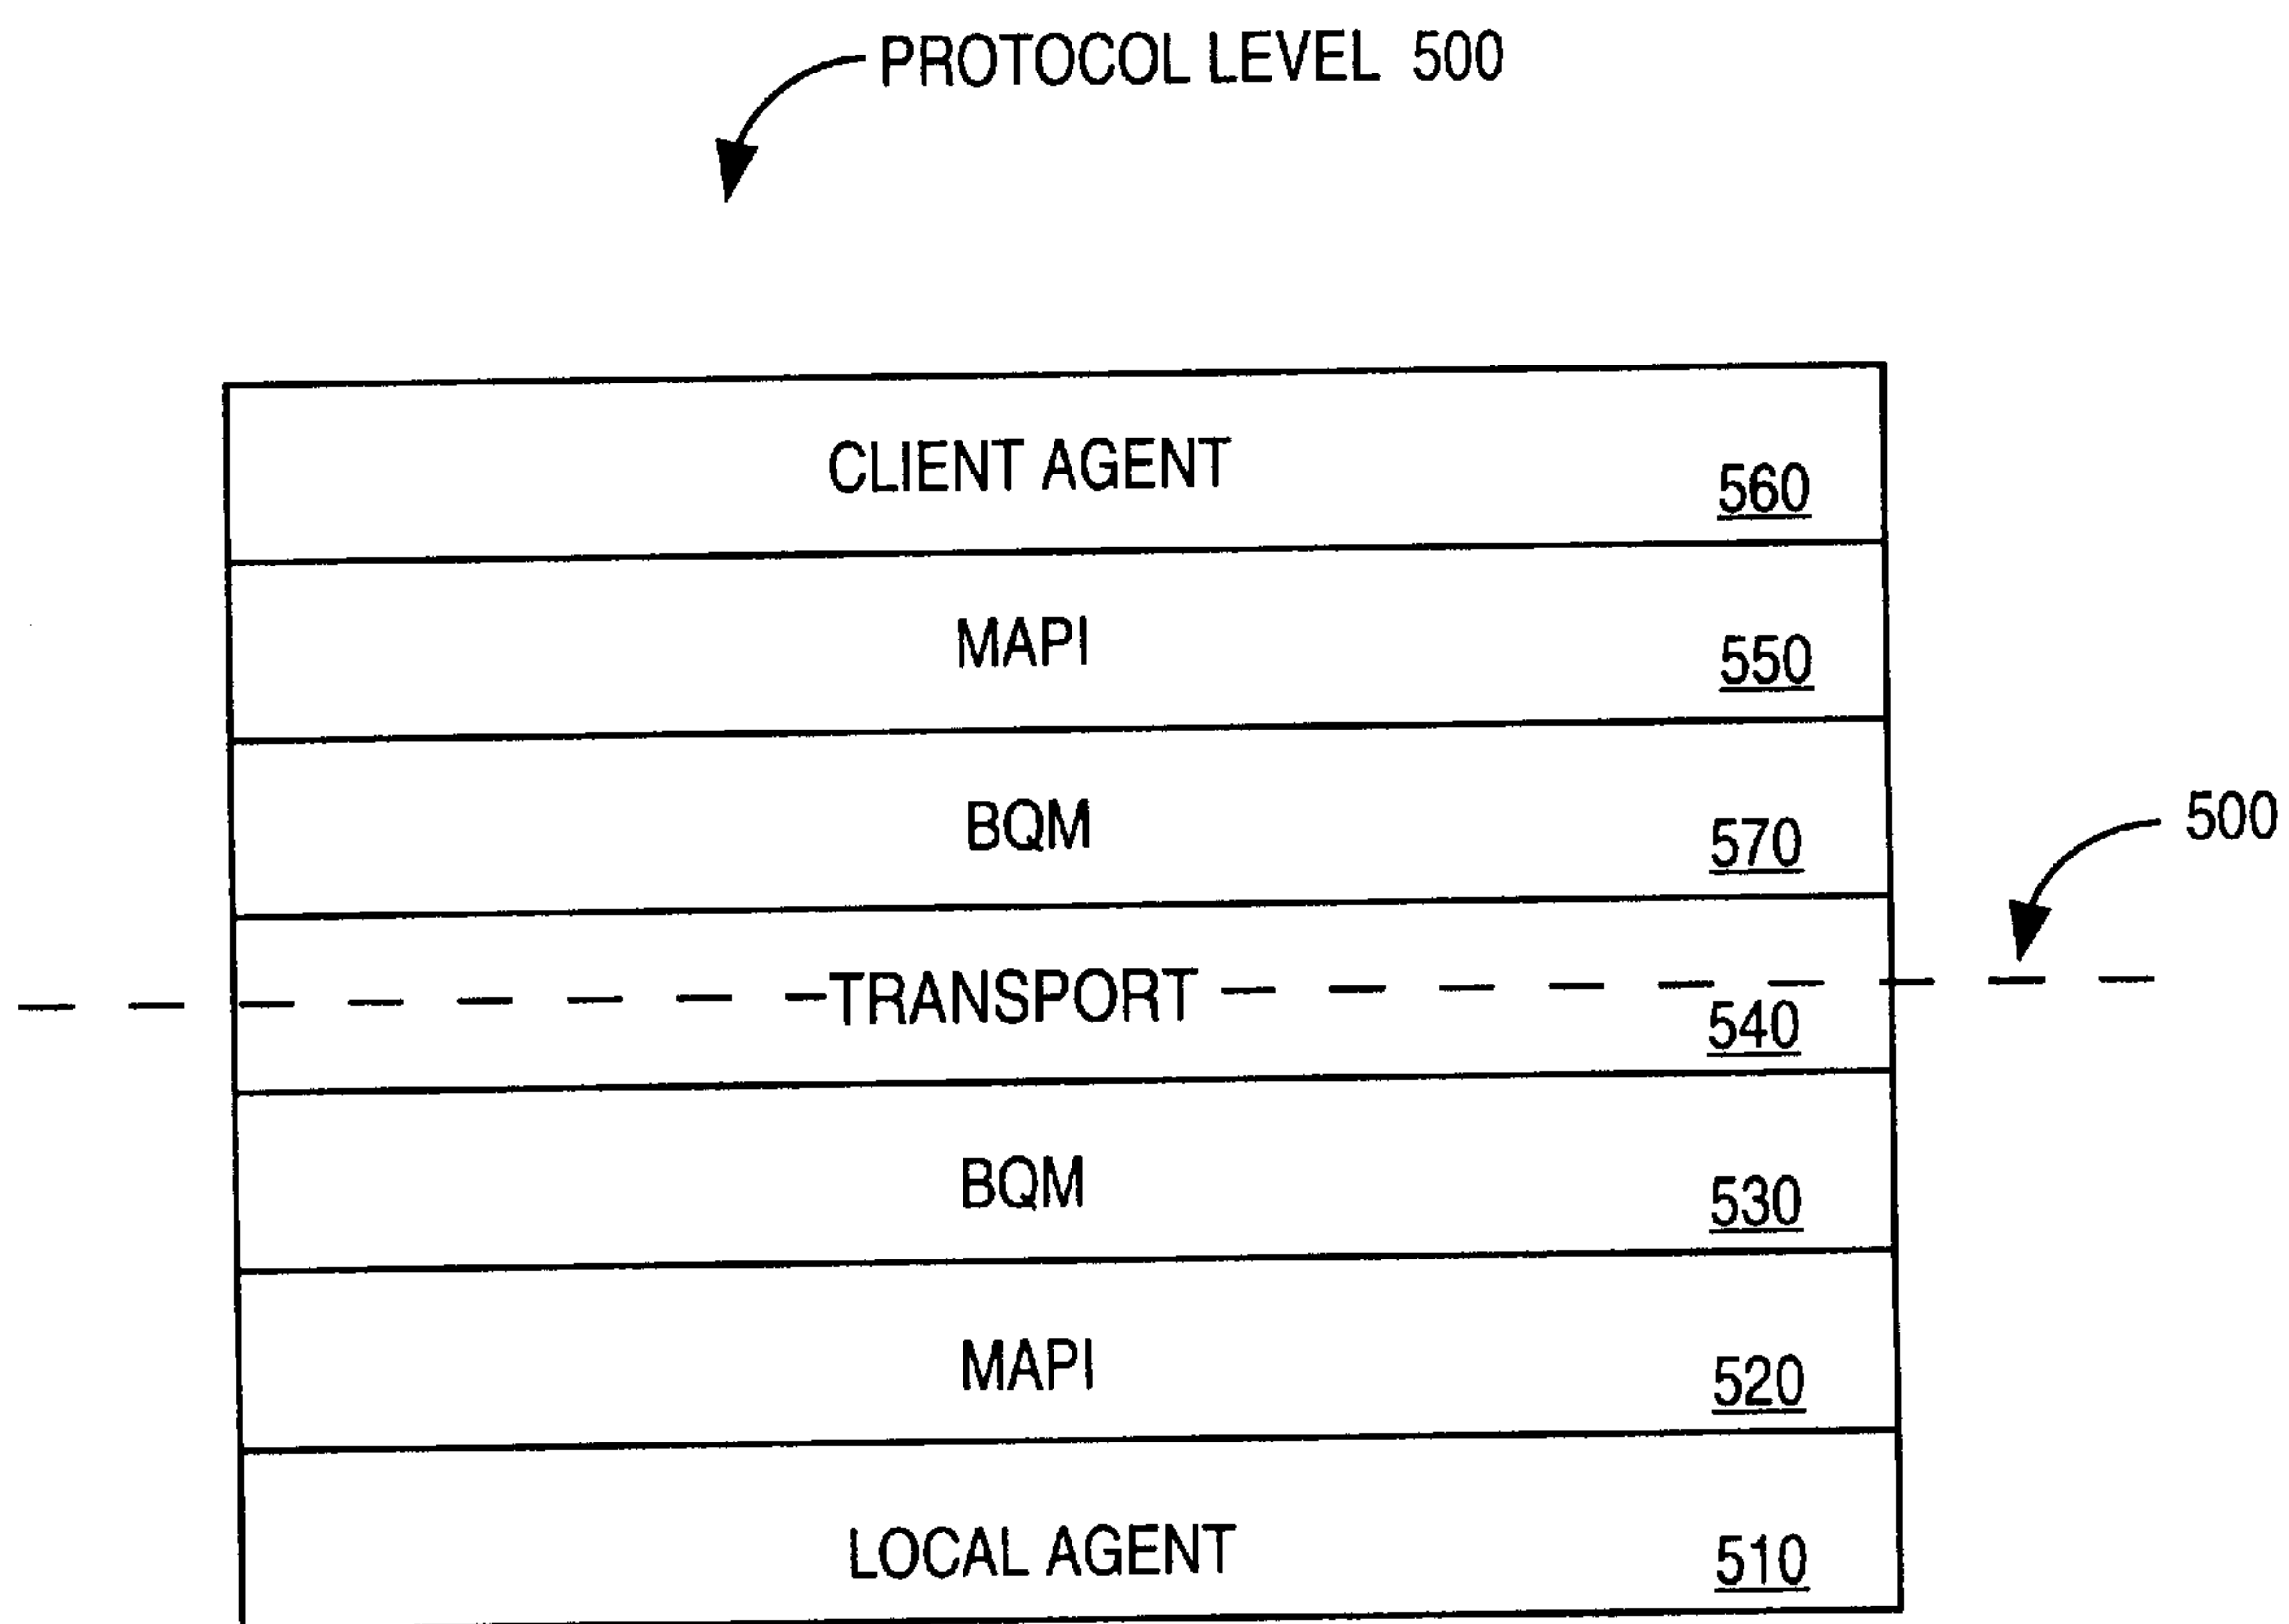 PROTOCOL LEVEL 500
CLIENT AGENT 560
MAPI 550
BQM 570
500
TRANSPORT 540
BQM 530
MAPI 520
LOCAL AGENT 510